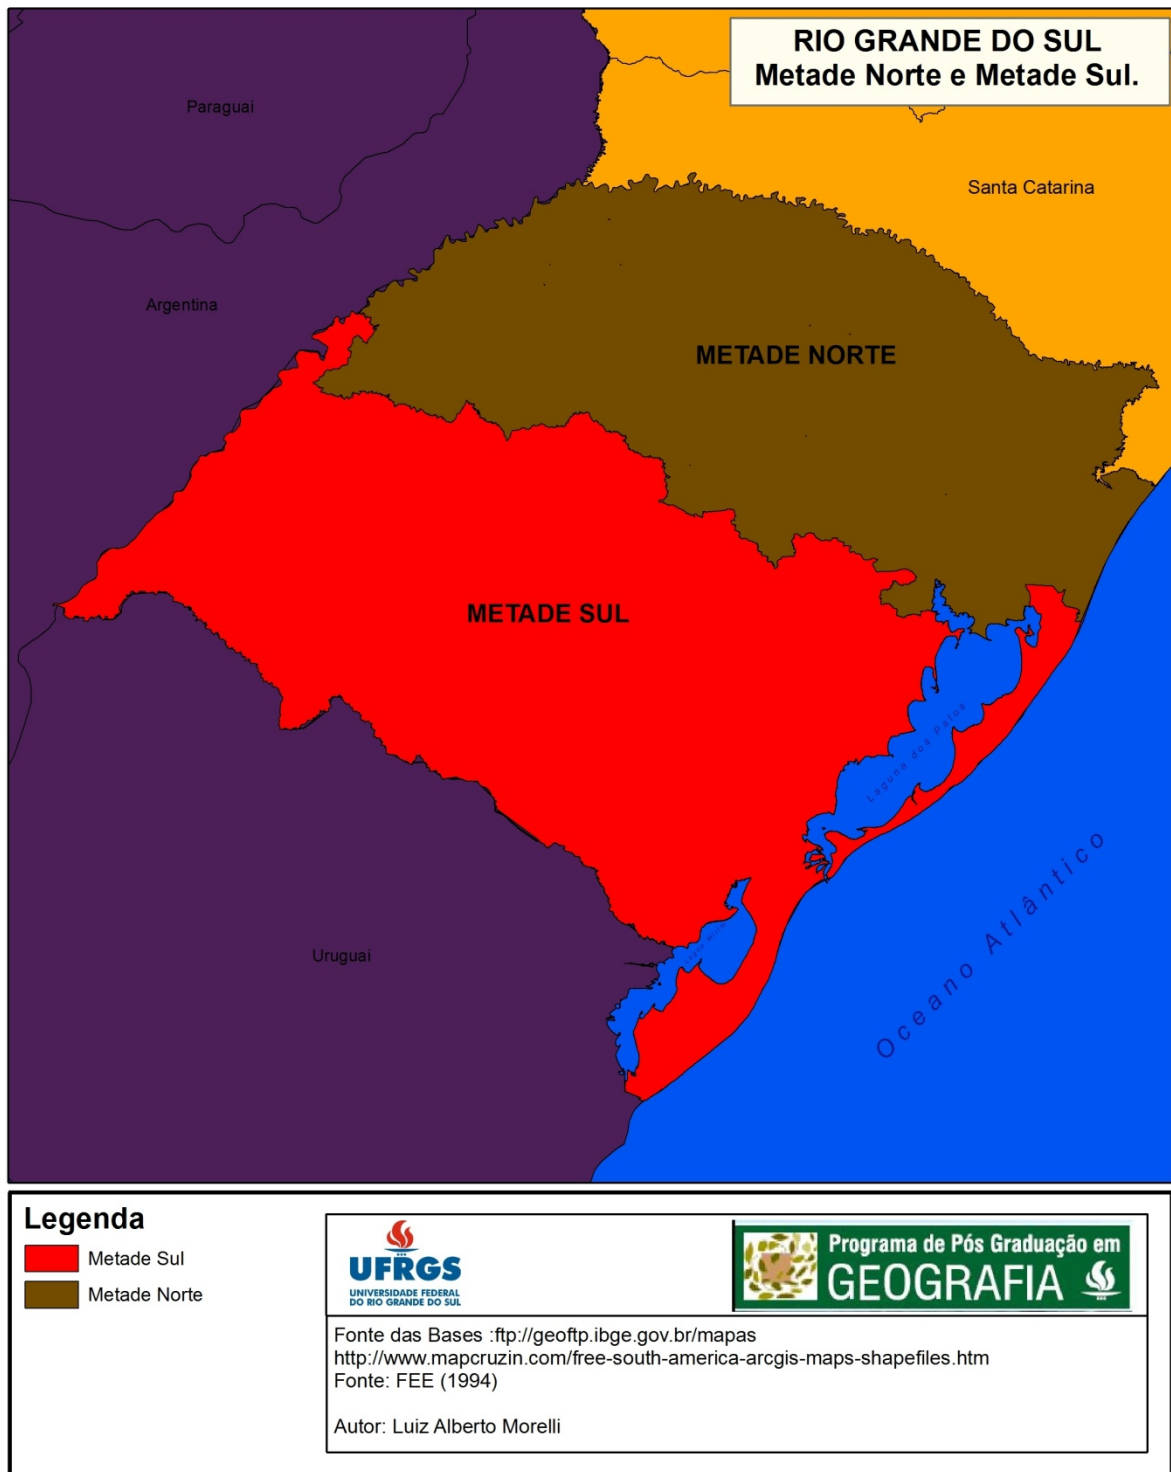 RIO GRANDE DO SUL
Metade Norte e Metade Sul.
Paraguai
Santa Catarina
Argentina
METADE NORTE
METADE SUL
Laguna dos Patos
Oceano Atlântico
Uruguai
Lagoa Mirim
Legenda
Metade Sul
Metade Norte
UFRGS
UNIVERSIDADE FEDERAL
DO RIO GRANDE DO SUL
Programa de Pós Graduação em
GEOGRAFIA
Fonte das Bases :ftp://geoftp.ibge.gov.br/mapas
http://www.mapcruzin.com/free-south-america-arcgis-maps-shapefiles.htm
Fonte: FEE (1994)
Autor: Luiz Alberto Morelli